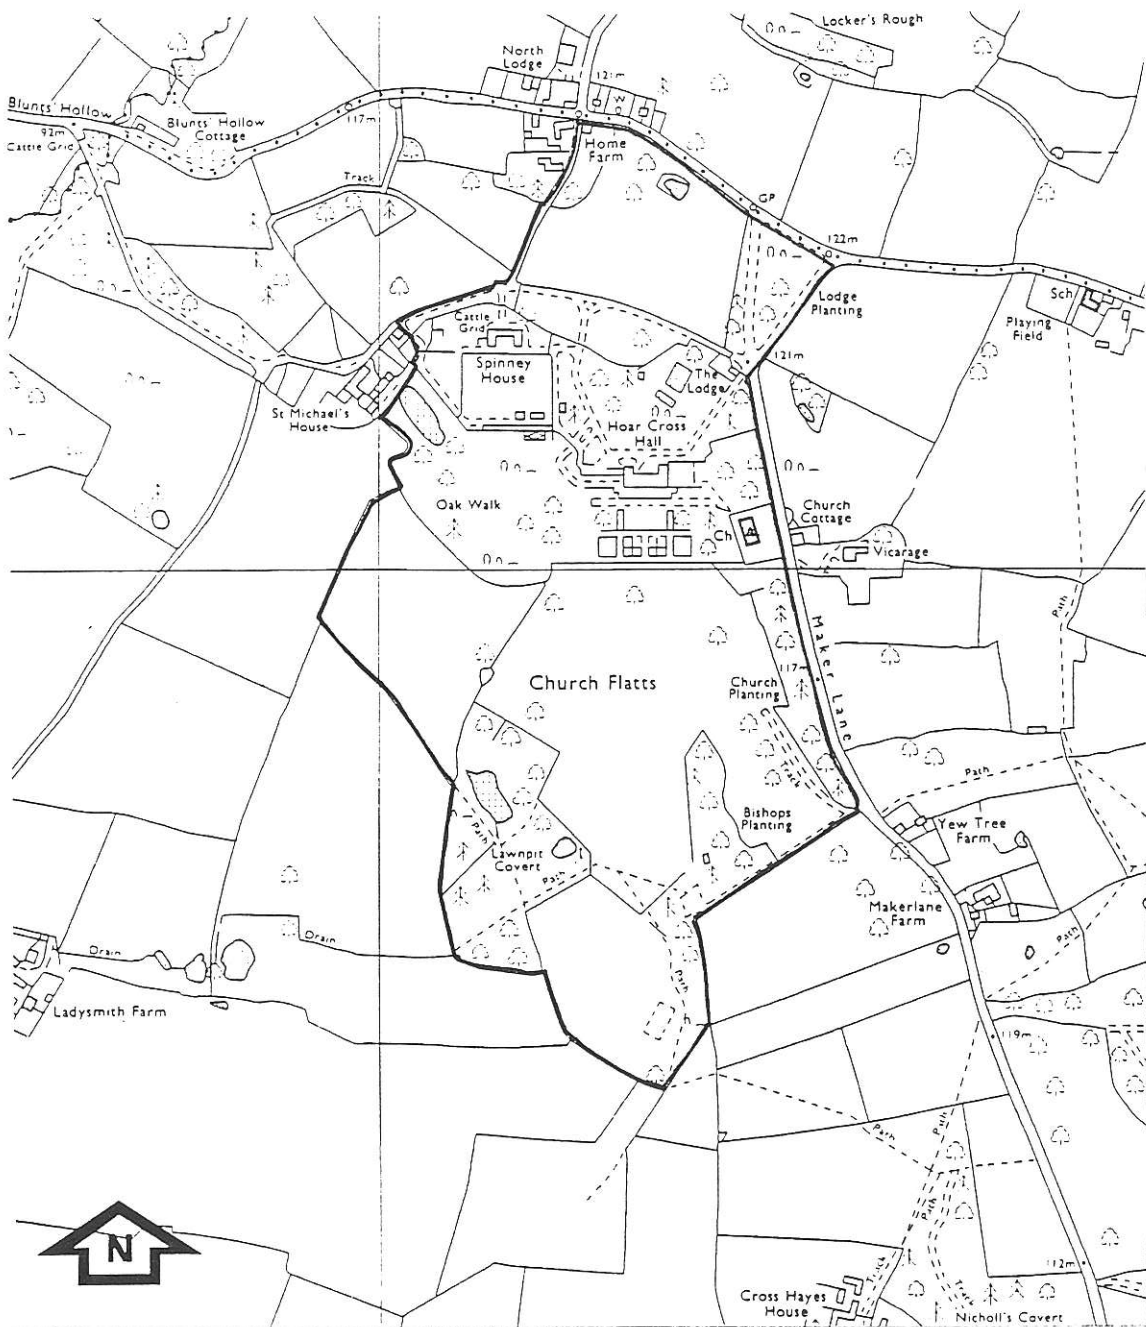 Locker's Rough
North
Lodge
121m
W
Blunts' Hollow
Blunts' Hollow
Cottage
117m
92m
Cattle Grid
Home
Farm
Track
GP
122m
Lodge
Planting
Sch
Playing
Field
Cattle
Grid
Spinney
House
121m
The
Lodge
St Michael's
House
Hoar Cross
Hall
Oak Walk
Church
Cottage
Ch
Vicarage
Path
Maker Lane
Church Flatts
117m
Church
Planting
Track
Path
Bishops
Planting
Yew Tree
Farm
Path
Lawnpit
Covert
Path
Makerlane
Farm
Path
Drain
Drain
Path
Ladysmith Farm
h
119m
Path
Path
Path
N
112m
Cross Hayes
House
Track
Track
Nicholl's Covert